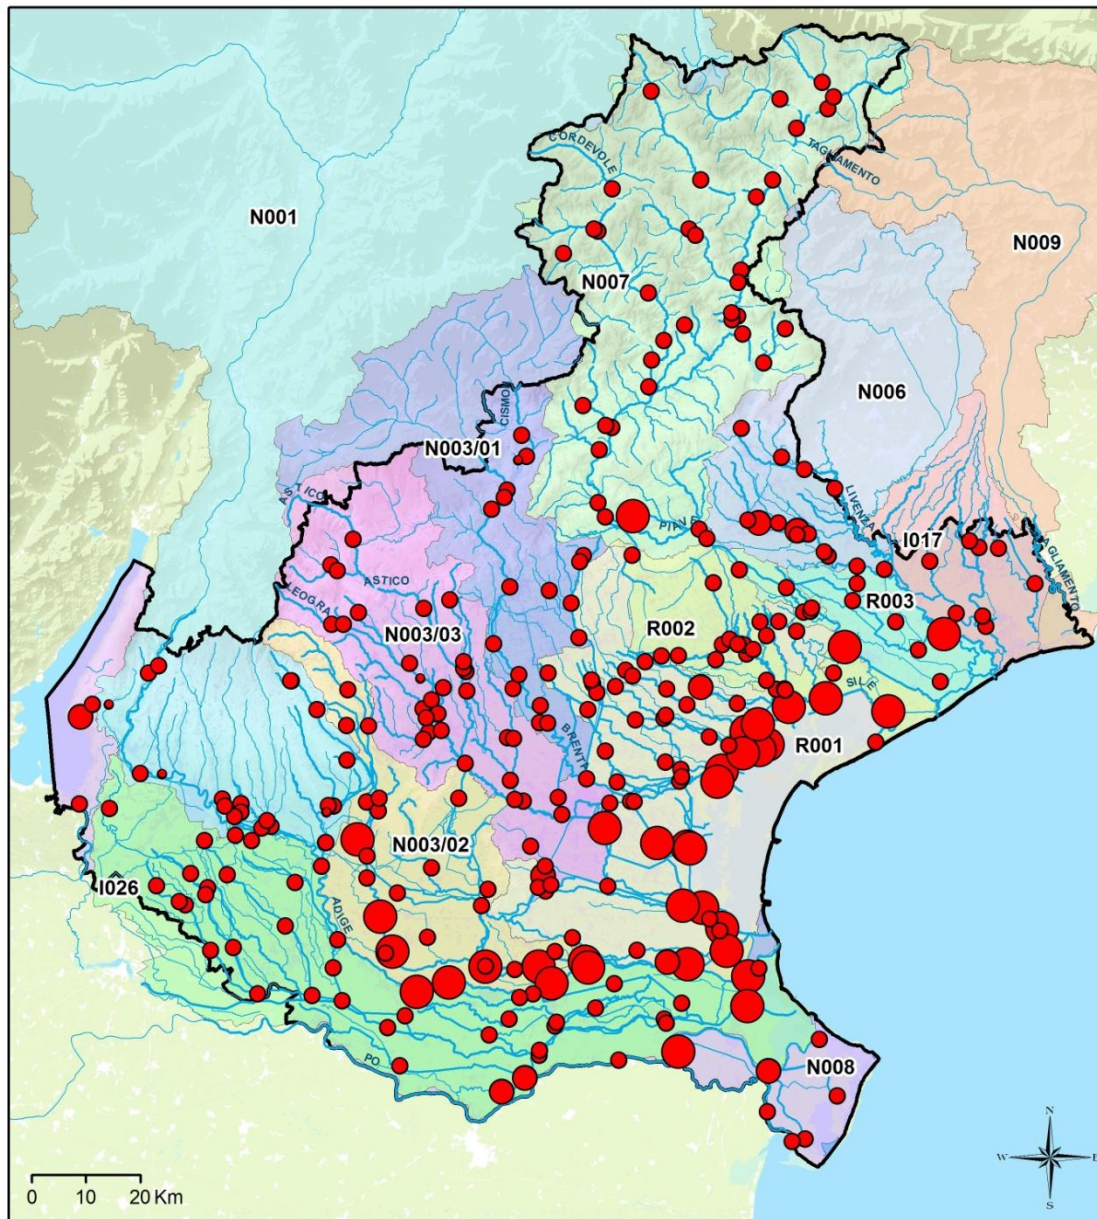 CORDEVOLE
TAGLIAMENTO
N001
N009
N007
N006
CISMON
N003/01
ASTICO
LIVENZA
PIAVE
I017
TAGLIAMENTO
ASTICO
LEOGRA
R003
N003/03
R002
SILE
BRENTA
R001
N003/02
I026
ADIGE
PO
N008
N
W E
S
0 10 20 Km